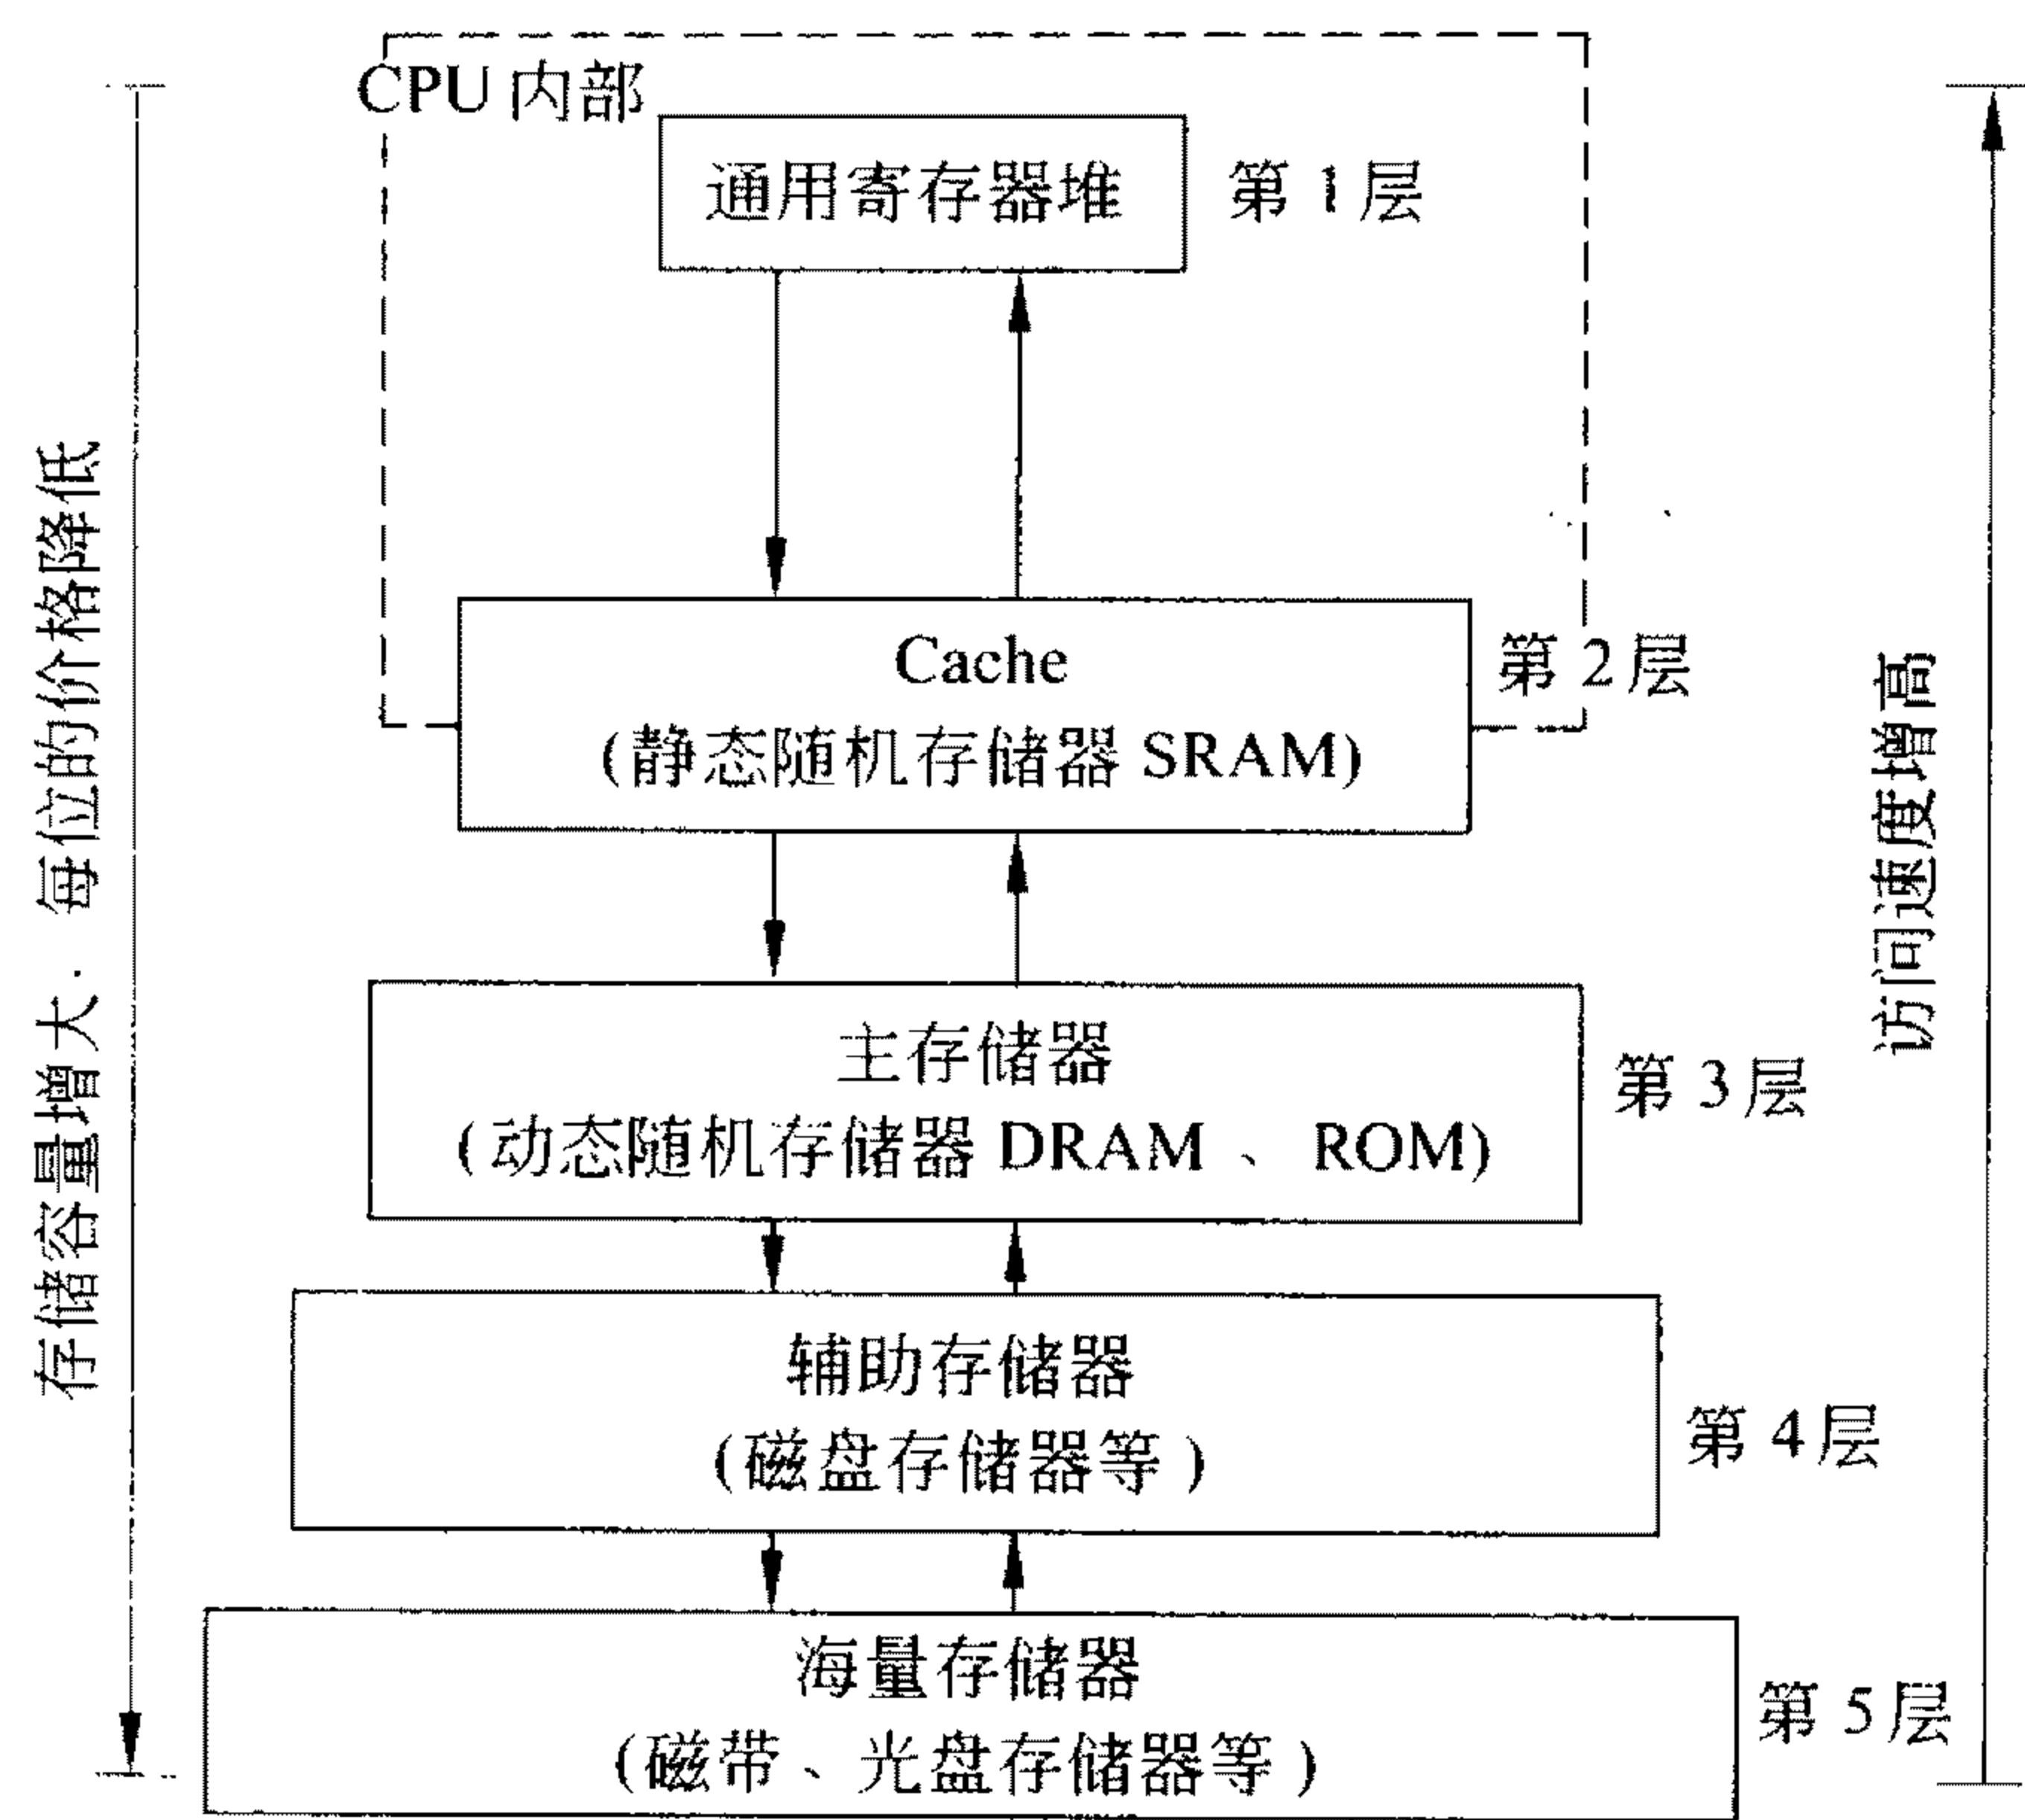 CPU 内部
通用寄存器堆
第 1 层
Cache
(静态随机存储器 SRAM)
第 2 层
主存储器
(动态随机存储器 DRAM 、 ROM)
第 3 层
辅助存储器
(磁盘存储器等)
第 4 层
海量存储器
(磁带、光盘存储器等)
第 5 层
存储容量增大. 每位的价格降低
访问速度增高